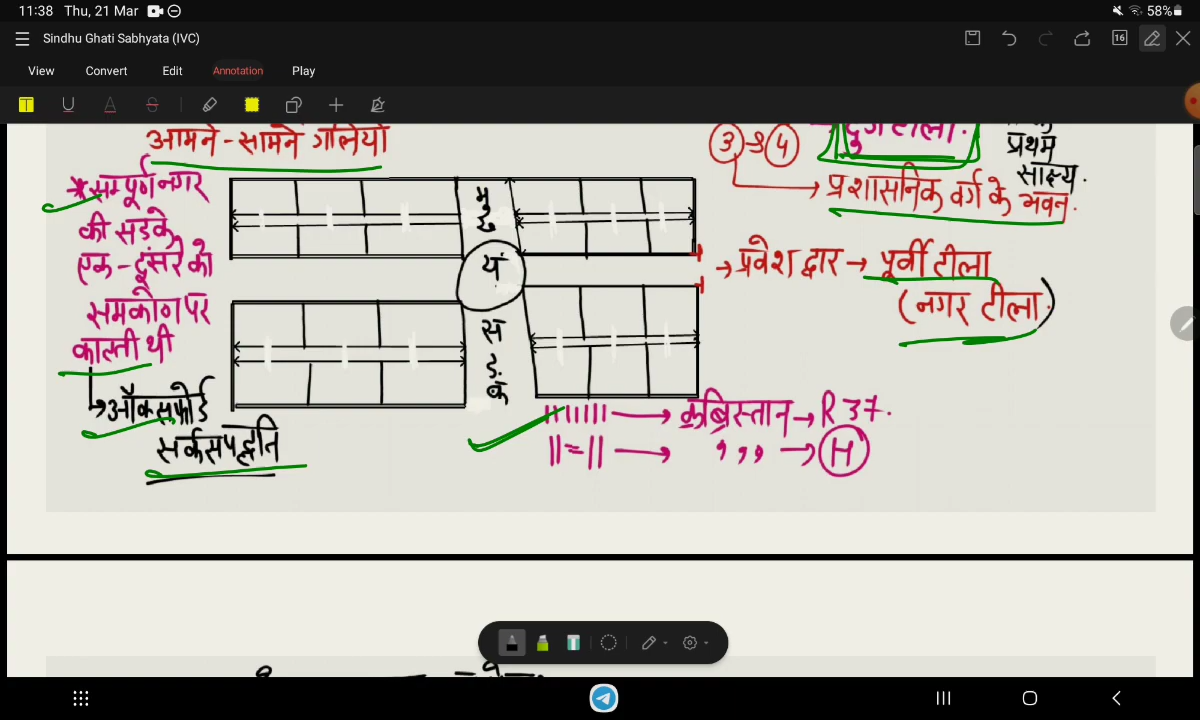 11:38 Thu, 21 Mar
58%
Sindhu Ghati Sabhyata (IVC)
16
View Convert Edit Annotation Play
T U A S
आमने-सामने गलियाँ
*सम्पूर्ण नगर
की सड़के
एक-दूसरे को
समकोण पर
काटती थी
→ऑक्सफोर्ड
सर्कस पद्धति
मुख्यं
सड़क
3 → 4
दुर्ग टीला.
प्रथम
साक्ष्य.
→ प्रशासनिक वर्ग के भवन.
→ प्रवेश द्वार → पूर्वी टीला
(नगर टीला)
→ कब्रिस्तान → R 37.
→ ,,, → H